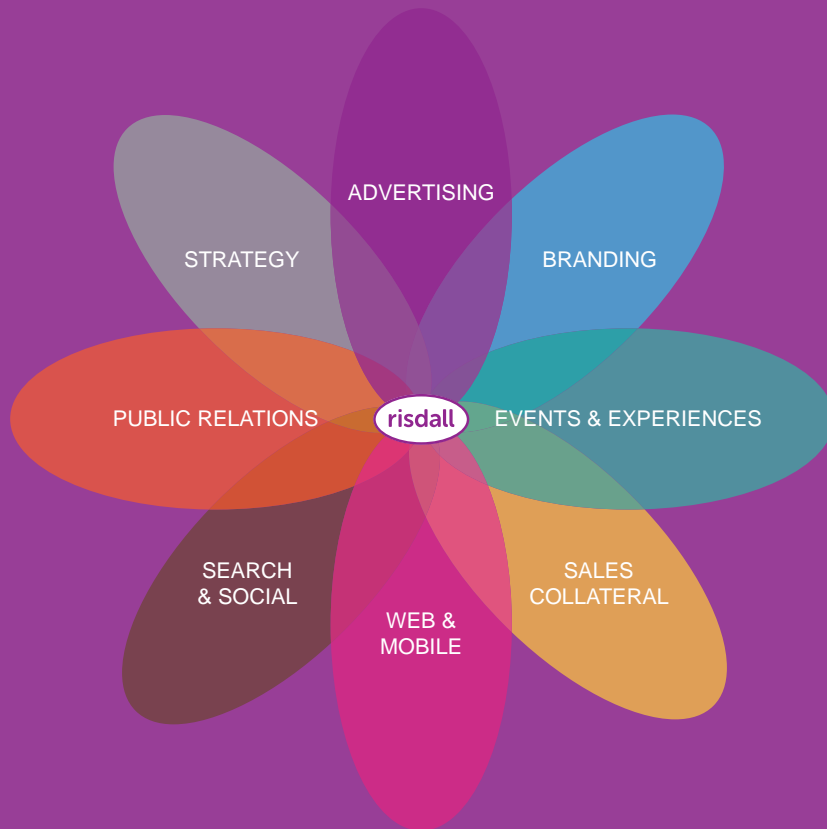 ADVERTISING
STRATEGY
BRANDING
PUBLIC RELATIONS
risdall
EVENTS & EXPERIENCES
SEARCH
& SOCIAL
SALES
COLLATERAL
WEB &
MOBILE